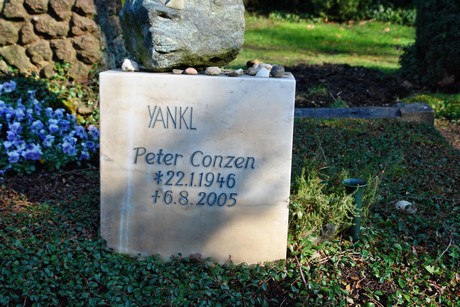 YANKL
Peter Conzen
*22.1.1946
†6.8.2005